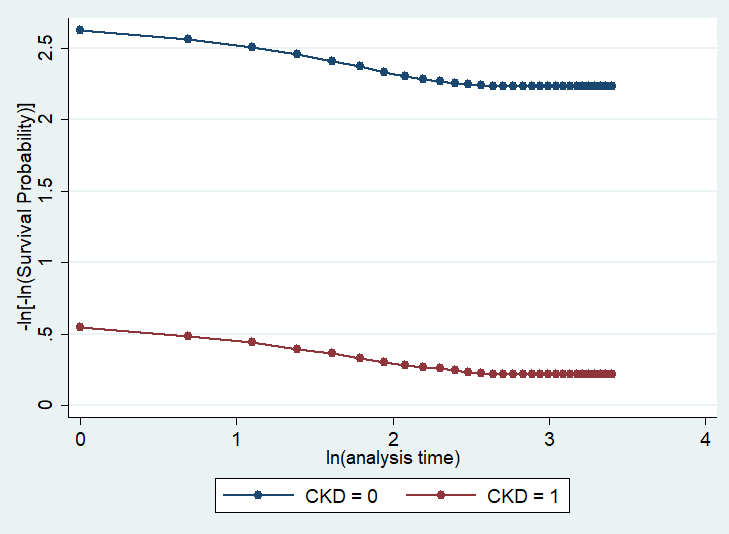 -ln[-ln(Survival Probability)]
2.5
2
1.5
1
.5
0
0 1 2 3 4
ln(analysis time)
CKD = 0 CKD = 1